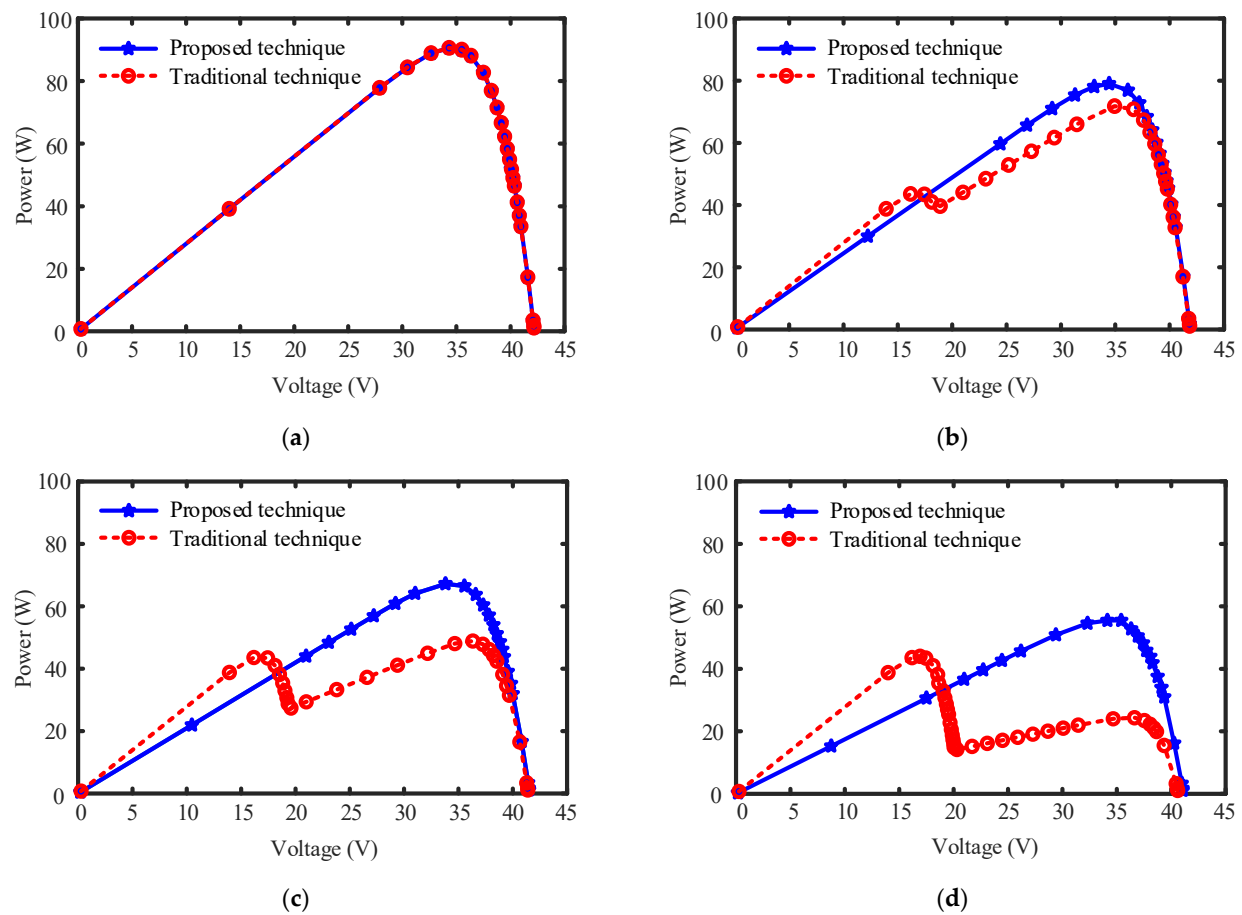 100
80
60
40
20
0
Power (W)
Proposed technique
Traditional technique
0 5 10 15 20 25 30 35 40 45
Voltage (V)
(a)
100
80
60
40
20
0
Power (W)
Proposed technique
Traditional technique
0 5 10 15 20 25 30 35 40 45
Voltage (V)
(b)
100
80
60
40
20
0
Power (W)
Proposed technique
Traditional technique
0 5 10 15 20 25 30 35 40 45
Voltage (V)
(c)
100
80
60
40
20
0
Power (W)
Proposed technique
Traditional technique
0 5 10 15 20 25 30 35 40 45
Voltage (V)
(d)